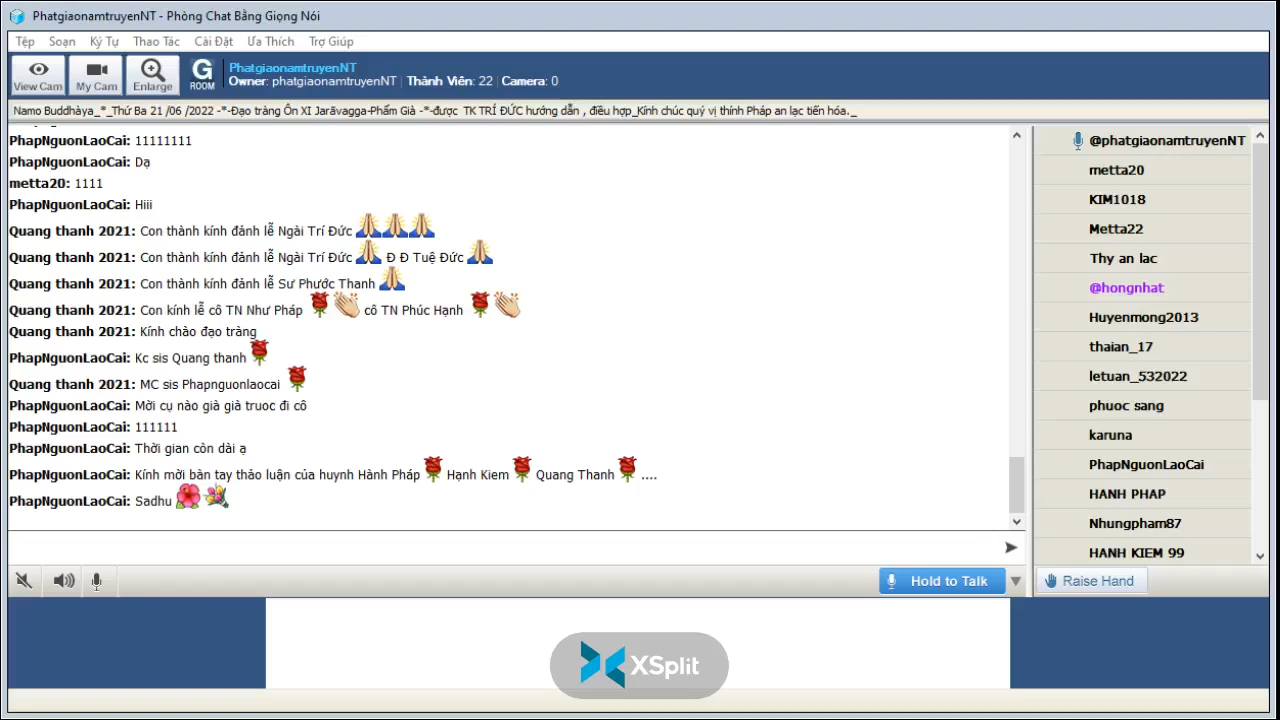 PhatgiaonamtruyenNT - Phòng Chat Bằng Giọng Nói
Tệp Soạn Ký Tự Thao Tác Cài Đặt Ưa Thích Trợ Giúp
View Cam My Cam Enlarge G ROOM
PhatgiaonamtruyenNT
Owner: phatgiaonamtruyenNT Thành Viên: 22 Camera: 0
Namo Buddhàya_*_Thứ Ba 21 /06 /2022 -*-Đạo tràng Ôn XI Jarāvagga-Phẩm Già -*-được TK TRÍ ĐỨC hướng dẫn , điều hợp_Kính chúc quý vị thính Pháp an lạc tiến hóa._
PhapNguonLaoCai: 11111111
PhapNguonLaoCai: Dạ
metta20: 1111
PhapNguonLaoCai: Hiii
Quang thanh 2021: Con thành kính đảnh lễ Ngài Trí Đức
Quang thanh 2021: Con thành kính đảnh lễ Ngài Trí Đức Đ Đ Tuệ Đức
Quang thanh 2021: Con thành kính đảnh lễ Sư Phước Thanh
Quang thanh 2021: Con kính lễ cô TN Như Pháp cô TN Phúc Hạnh
Quang thanh 2021: Kính chào đạo tràng
PhapNguonLaoCai: Kc sis Quang thanh
Quang thanh 2021: MC sis Phapnguonlaocai
PhapNguonLaoCai: Mời cụ nào già già truoc đi cô
PhapNguonLaoCai: 111111
PhapNguonLaoCai: Thời gian còn dài ạ
PhapNguonLaoCai: Kính mời bàn tay thảo luận của huynh Hành Pháp Hạnh Kiem Quang Thanh ....
PhapNguonLaoCai: Sadhu
@phatgiaonamtruyenNT
metta20
KIM1018
Metta22
Thy an lac
@hongnhat
Huyenmong2013
thaian_17
letuan_532022
phuoc sang
karuna
PhapNguonLaoCai
HANH PHAP
Nhungpham87
HANH KIEM 99
Hold to Talk
Raise Hand
XSplit